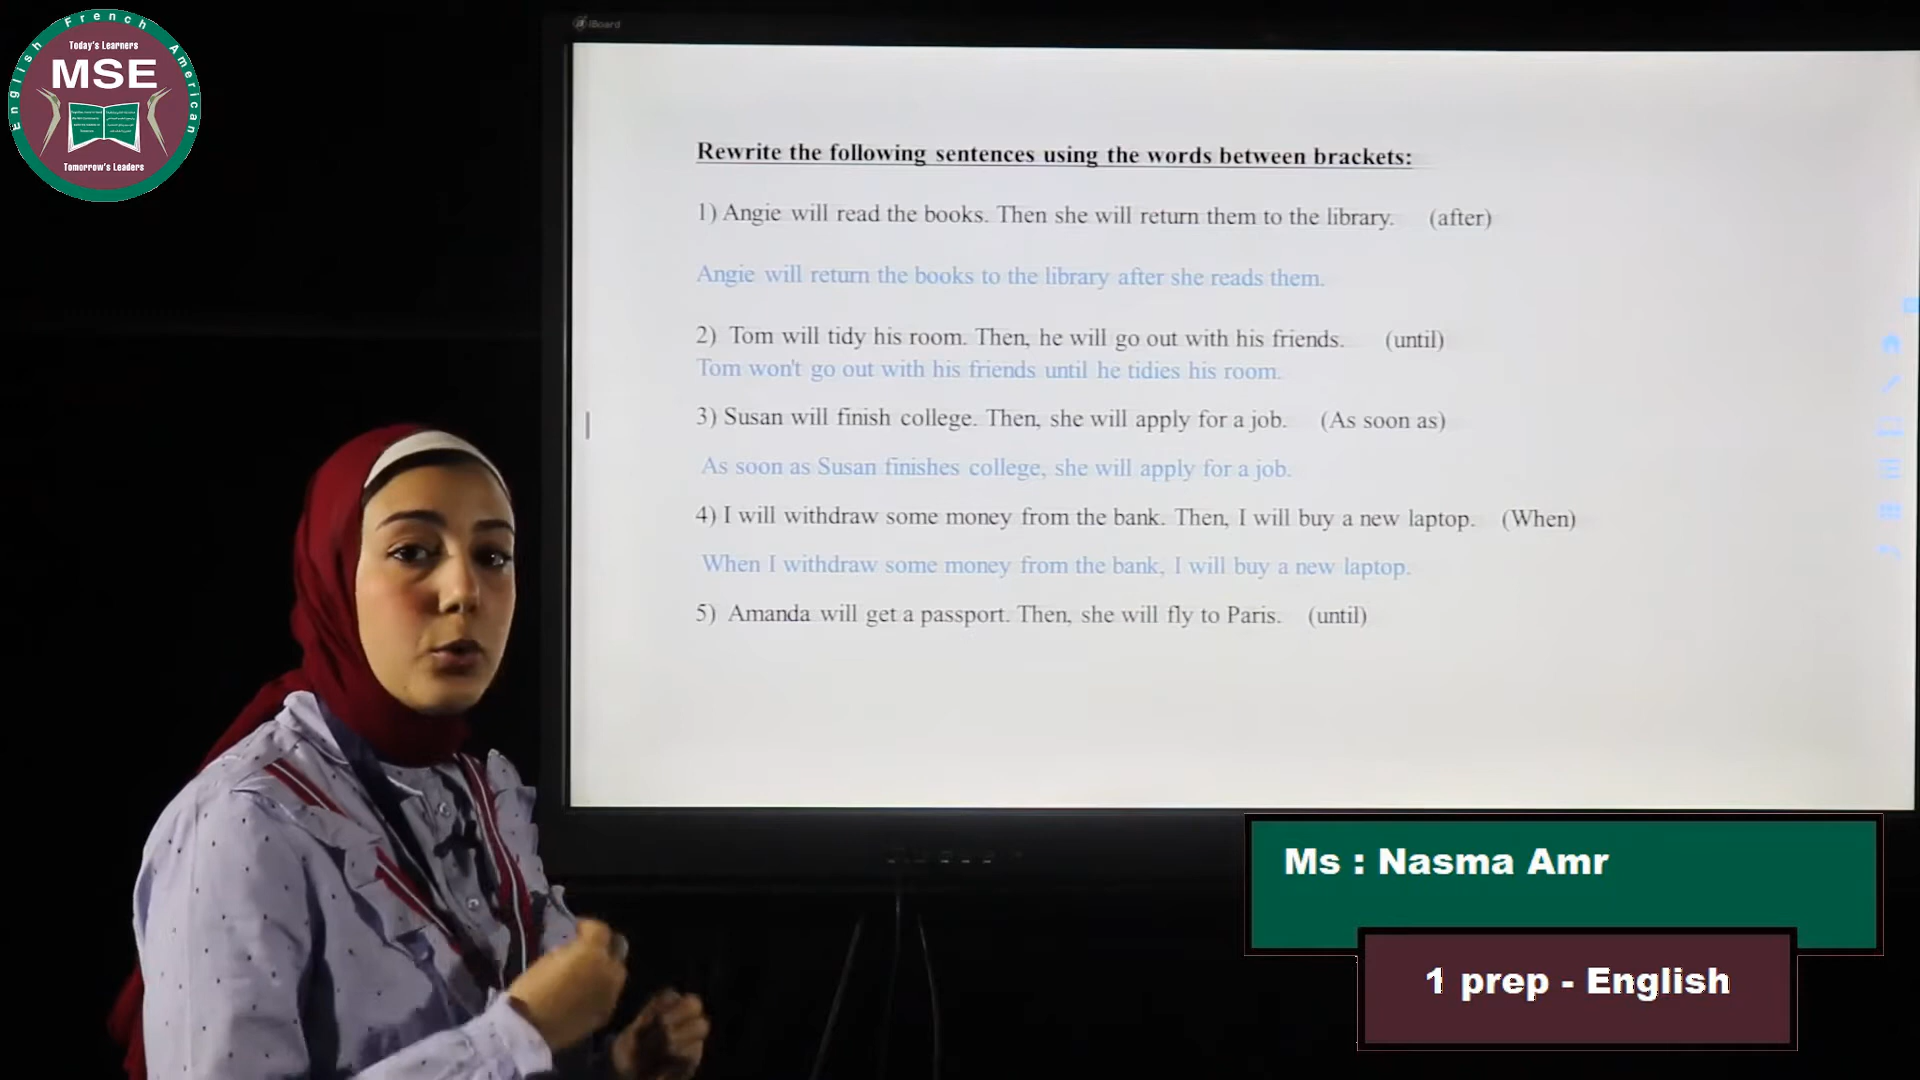 English French American
Today's Learners
MSE
Tomorrow's Leaders
iBoard
Rewrite the following sentences using the words between brackets:
1) Angie will read the books. Then she will return them to the library. (after)
Angie will return the books to the library after she reads them.
2) Tom will tidy his room. Then, he will go out with his friends. (until)
Tom won't go out with his friends until he tidies his room.
3) Susan will finish college. Then, she will apply for a job. (As soon as)
As soon as Susan finishes college, she will apply for a job.
4) I will withdraw some money from the bank. Then, I will buy a new laptop. (When)
When I withdraw some money from the bank, I will buy a new laptop.
5) Amanda will get a passport. Then, she will fly to Paris. (until)
Ms : Nasma Amr
1 prep - English